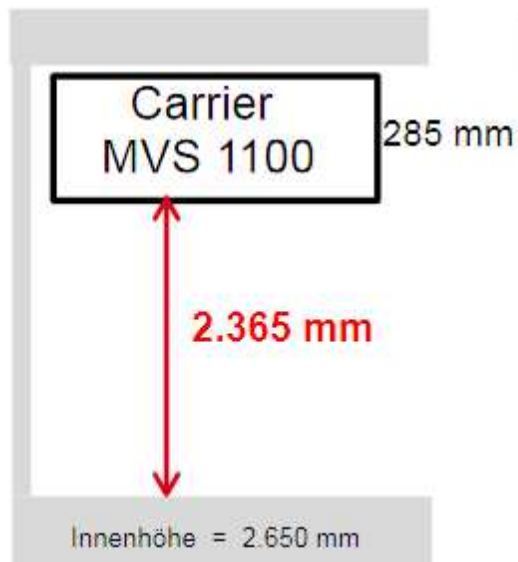 Carrier
MVS 1100
285 mm
2.365 mm
Innenhöhe = 2.650 mm